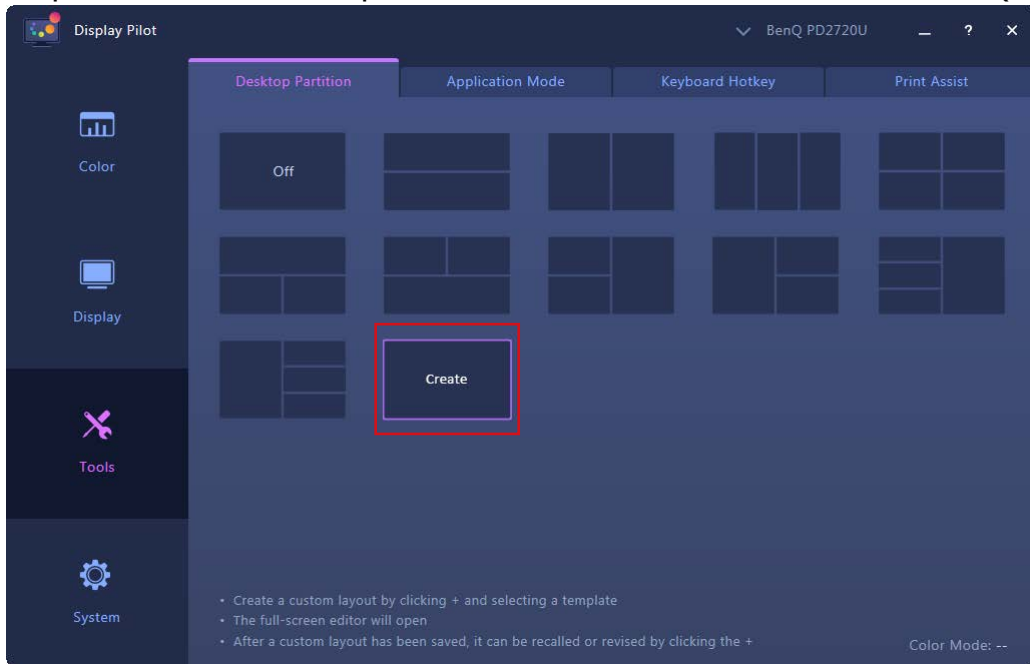 Display Pilot
BenQ PD2720U
?
Desktop Partition
Application Mode
Keyboard Hotkey
Print Assist
Color
Off
Display
Create
Tools
System
• Create a custom layout by clicking + and selecting a template
• The full-screen editor will open
• After a custom layout has been saved, it can be recalled or revised by clicking the +
Color Mode: --